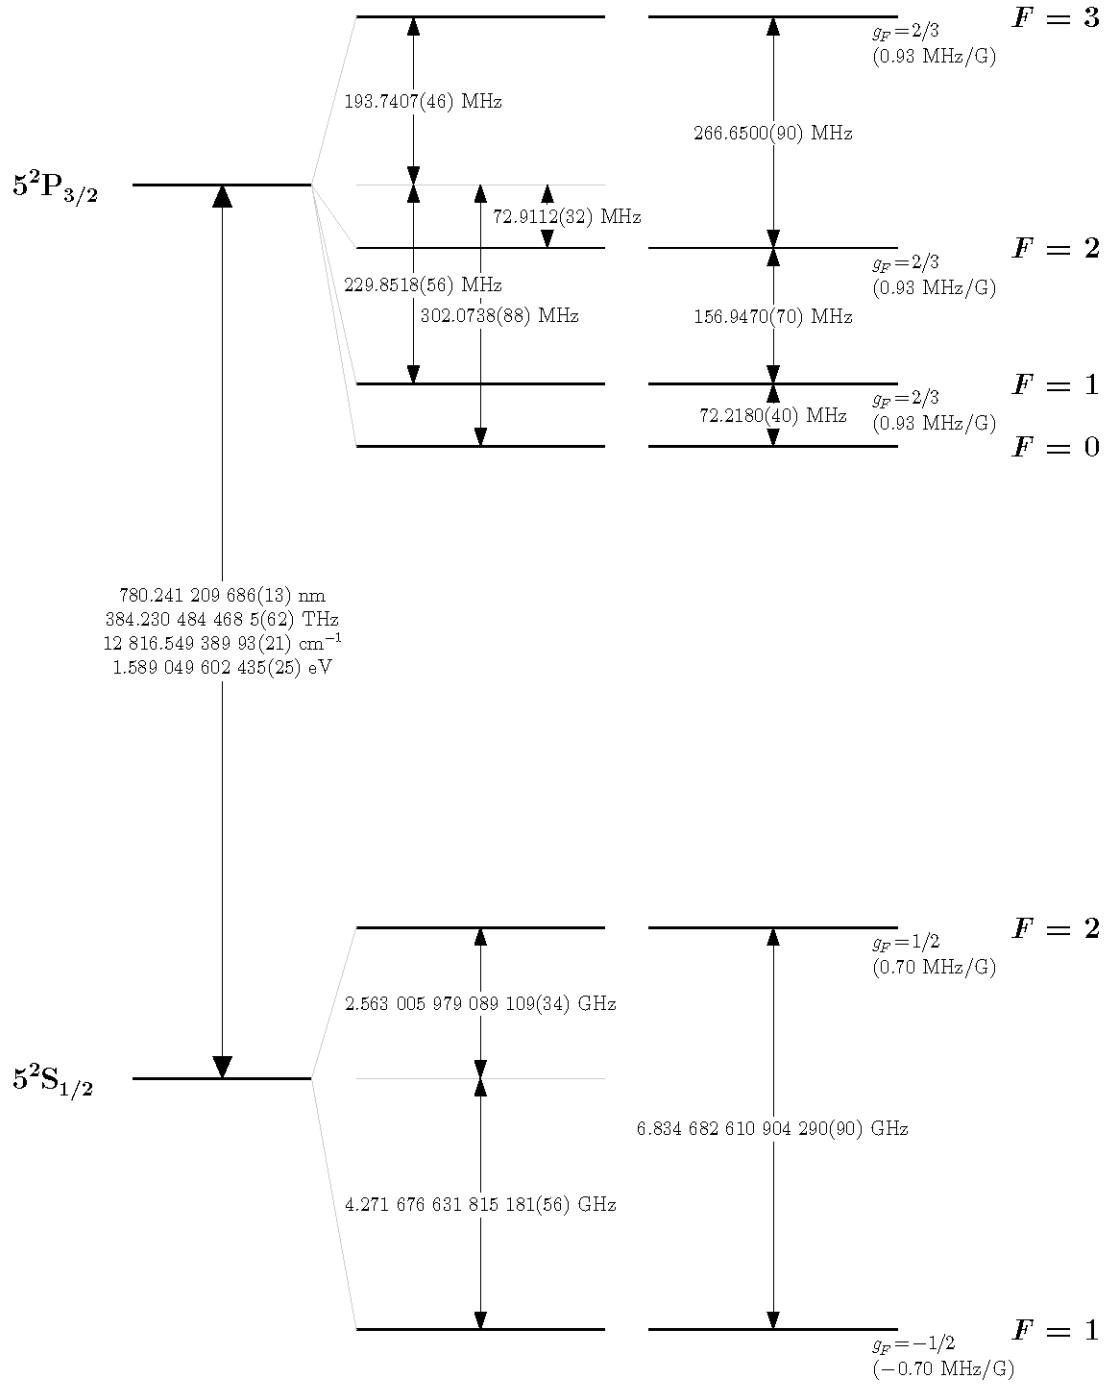 F = 3
g_F=2/3
(0.93 MHz/G)
193.7407(46) MHz
266.6500(90) MHz
5²P₃/₂
72.9112(32) MHz
F = 2
g_F=2/3
(0.93 MHz/G)
229.8518(56) MHz
302.0738(88) MHz
156.9470(70) MHz
F = 1
g_F=2/3
(0.93 MHz/G)
72.2180(40) MHz
F = 0
780.241 209 686(13) nm
384.230 484 468 5(62) THz
12 816.549 389 93(21) cm⁻¹
1.589 049 602 435(25) eV
F = 2
g_F=1/2
(0.70 MHz/G)
2.563 005 979 089 109(34) GHz
5²S₁/₂
6.834 682 610 904 290(90) GHz
4.271 676 631 815 181(56) GHz
F = 1
g_F=−1/2
(−0.70 MHz/G)